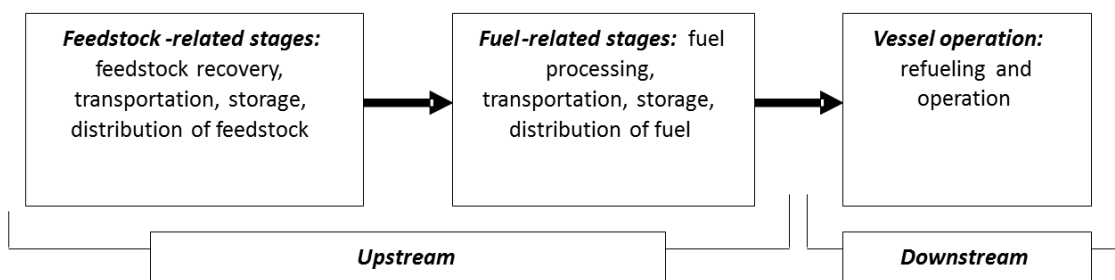 Feedstock -related stages:
feedstock recovery,
transportation, storage,
distribution of feedstock
Fuel-related stages: fuel
processing,
transportation, storage,
distribution of fuel
Vessel operation:
refueling and
operation
Upstream
Downstream